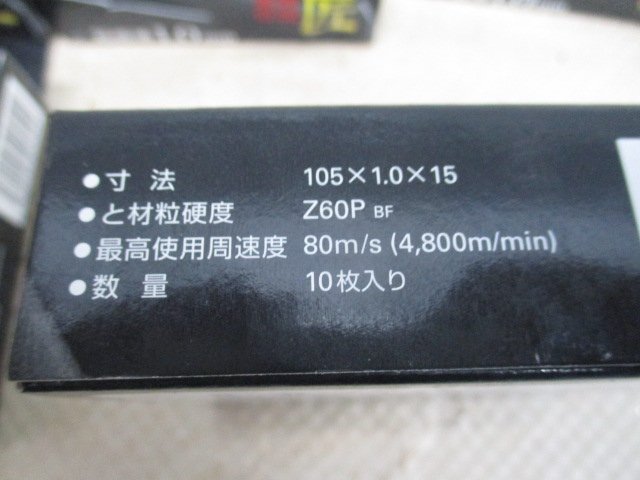 ●寸 法 105×1.0×15
●と材粒硬度 Z60P BF
●最高使用周速度 80m/s (4,800m/min)
●数 量 10枚入り